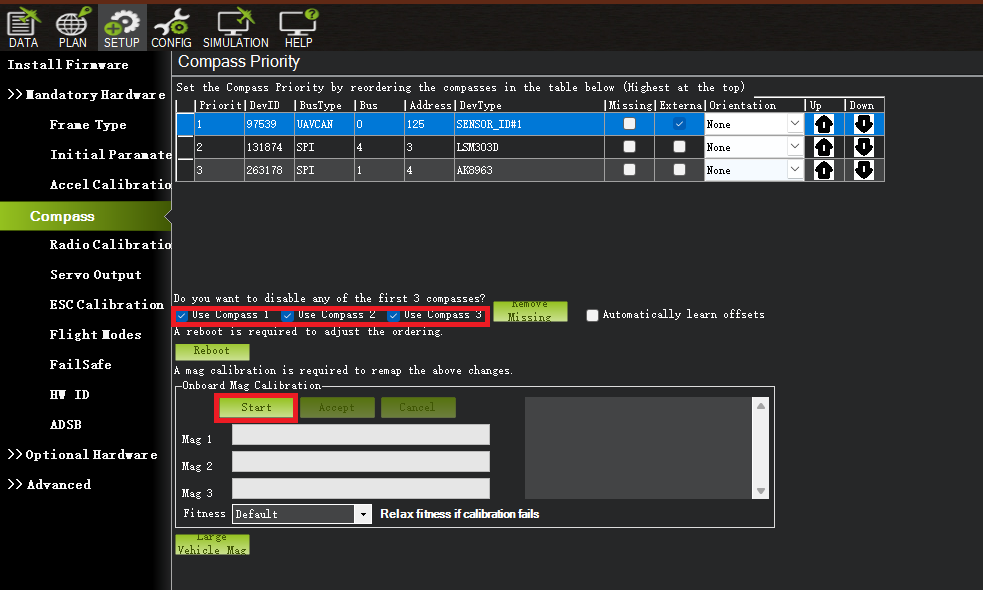 DATA PLAN SETUP CONFIG SIMULATION HELP
Install Firmware
>> Mandatory Hardware
Frame Type
Initial Paramete
Accel Calibratio
Compass
Radio Calibratio
Servo Output
ESC Calibration
Flight Modes
FailSafe
HW ID
ADSB
>> Optional Hardware
>> Advanced
Compass Priority
Set the Compass Priority by reordering the compasses in the table below (Highest at the top)
Priorit DevID BusType Bus Address DevType Missing Externa Orientation Up Down
1 97539 UAVCAN 0 125 SENSOR_ID#1 None
2 131874 SPI 4 3 LSM303D None
3 263178 SPI 1 4 AK8963 None
Do you want to disable any of the first 3 compasses?
Use Compass 1 Use Compass 2 Use Compass 3 Remove Missing Automatically learn offsets
A reboot is required to adjust the ordering.
Reboot
A mag calibration is required to remap the above changes.
Onboard Mag Calibration
Start Accept Cancel
Mag 1
Mag 2
Mag 3
Fitness Default Relax fitness if calibration fails
Large
Vehicle Mag